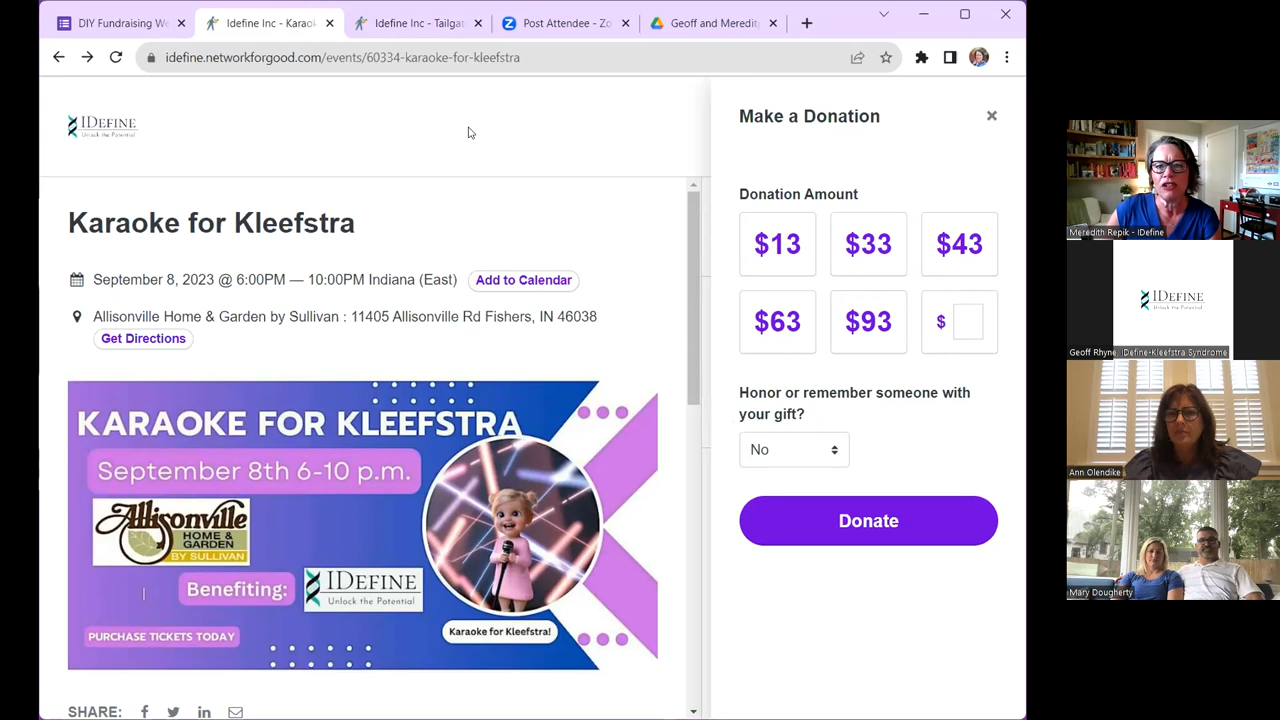 DIY Fundraising We
Idefine Inc - Karaok
Idefine Inc - Tailgat
Post Attendee - Zo
Geoff and Meredit
idefine.networkforgood.com/events/60334-karaoke-for-kleefstra
IDEFINE
Unlock the Potential
Karaoke for Kleefstra
September 8, 2023 @ 6:00PM — 10:00PM Indiana (East)
Add to Calendar
Allisonville Home & Garden by Sullivan : 11405 Allisonville Rd Fishers, IN 46038
Get Directions
KARAOKE FOR KLEEFSTRA
September 8th 6-10 p.m.
Allisonville
HOME &
GARDEN
BY SULLIVAN
Benefiting:
IDEFINE
Unlock the Potential
PURCHASE TICKETS TODAY
Karaoke for Kleefstra!
SHARE:
Make a Donation
Donation Amount
$13 $33 $43
$63 $93 $
Honor or remember someone with
your gift?
No
Donate
Meredith Repik - IDefine
IDEFINE
Unlock the Potential
Geoff Rhyne, IDefine-Kleefstra Syndrome
Ann Olendike
Mary Dougherty